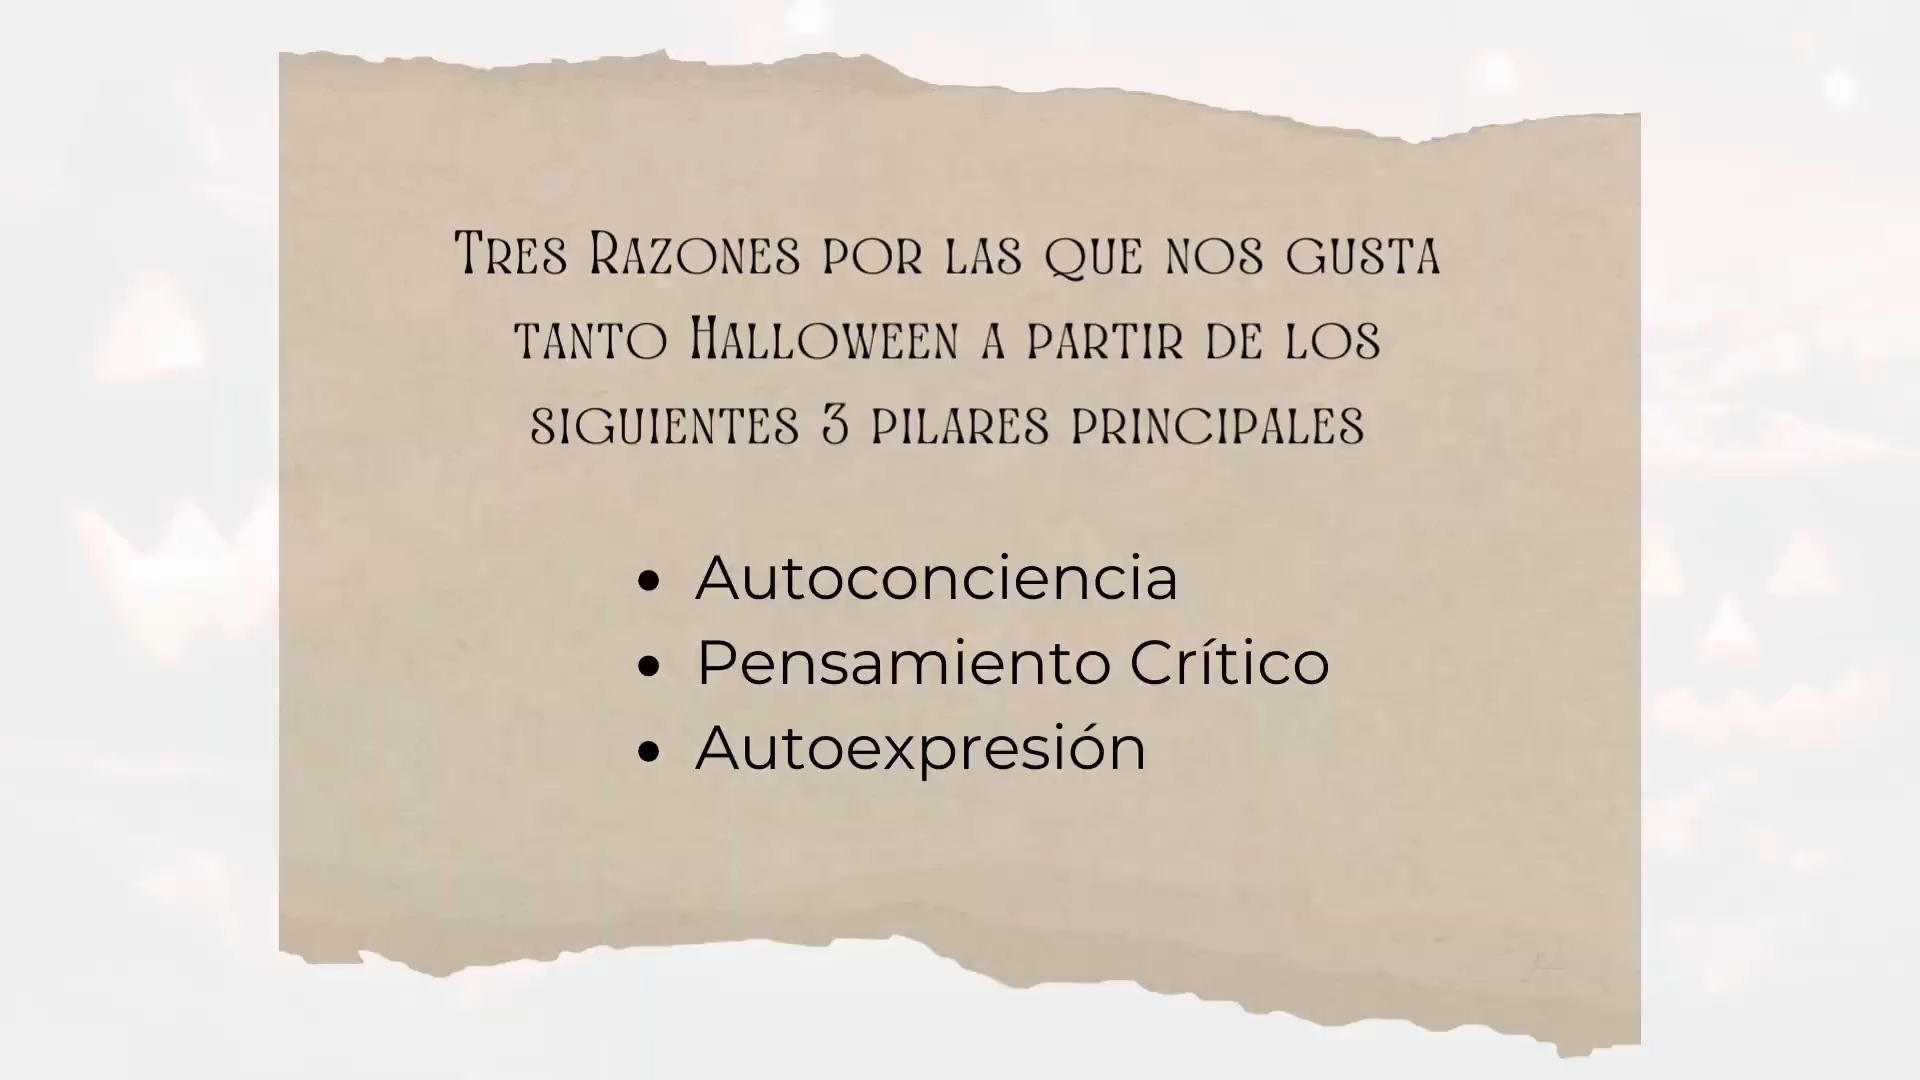 Tres Razones por las que nos gusta
tanto Halloween a partir de los
siguientes 3 pilares principales
• Autoconciencia
• Pensamiento Crítico
• Autoexpresión